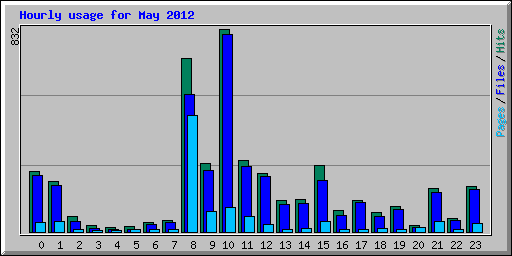 Hourly usage for May 2012
832
Pages/Files/Hits
0 1 2 3 4 5 6 7 8 9 10 11 12 13 14 15 16 17 18 19 20 21 22 23